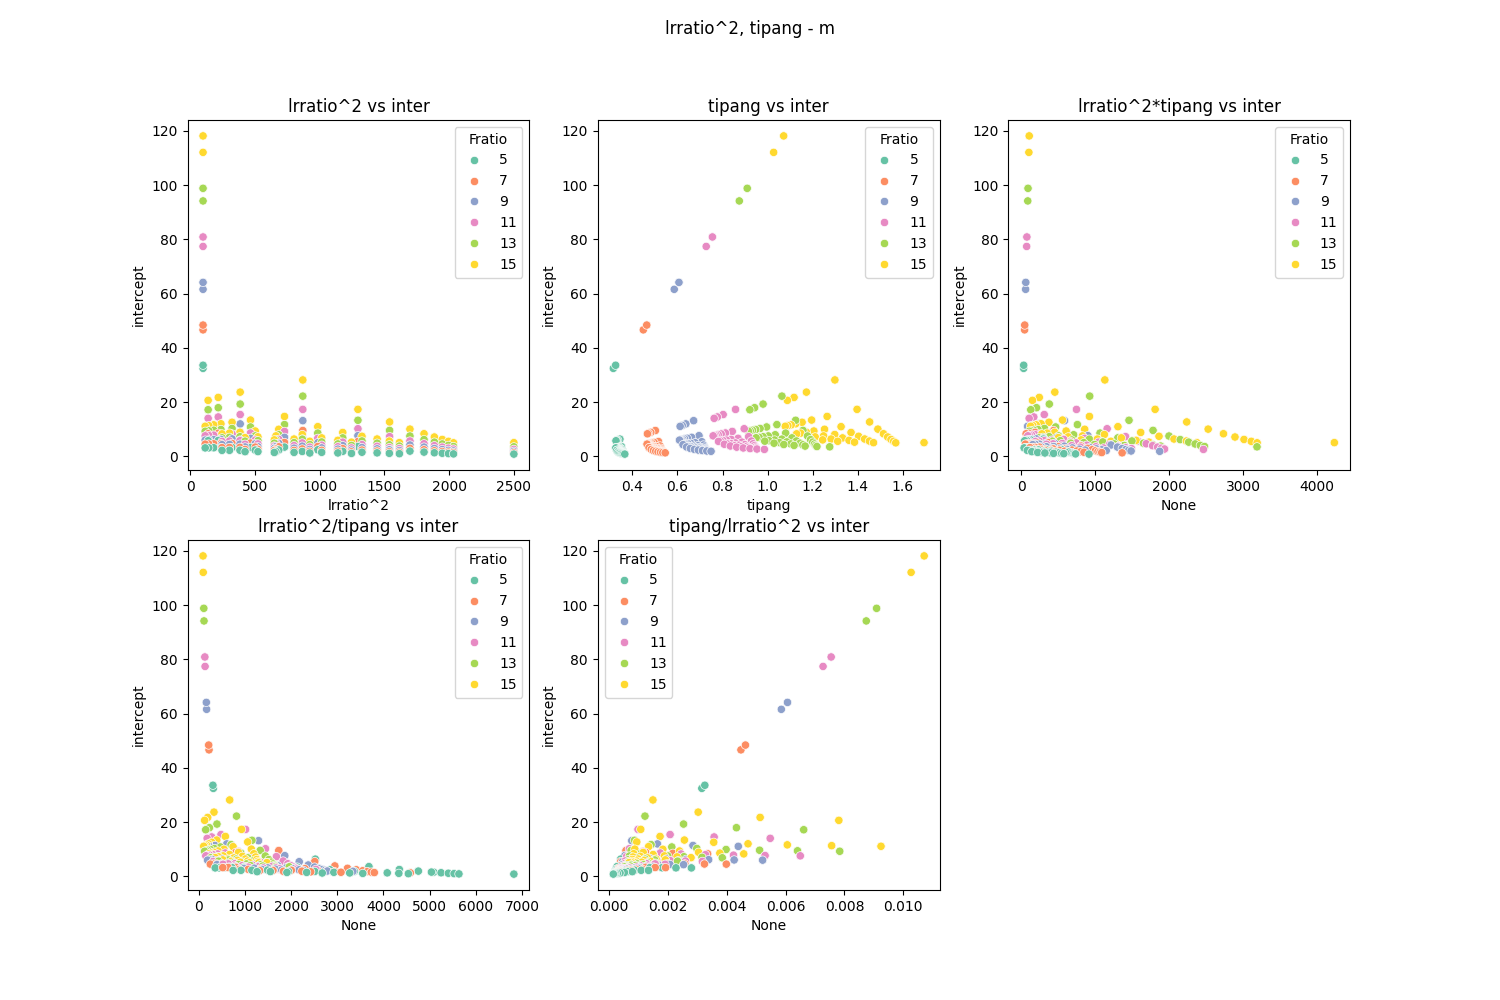 lrratio^2, tipang - m
lrratio^2 vs inter
intercept
120
100
80
60
40
20
0
0 500 1000 1500 2000 2500
lrratio^2
Fratio
5
7
9
11
13
15
tipang vs inter
intercept
120
100
80
60
40
20
0
0.4 0.6 0.8 1.0 1.2 1.4 1.6
tipang
Fratio
5
7
9
11
13
15
lrratio^2*tipang vs inter
intercept
120
100
80
60
40
20
0
0 1000 2000 3000 4000
None
Fratio
5
7
9
11
13
15
lrratio^2/tipang vs inter
intercept
120
100
80
60
40
20
0
0 1000 2000 3000 4000 5000 6000 7000
None
Fratio
5
7
9
11
13
15
tipang/lrratio^2 vs inter
intercept
120
100
80
60
40
20
0
0.000 0.002 0.004 0.006 0.008 0.010
None
Fratio
5
7
9
11
13
15